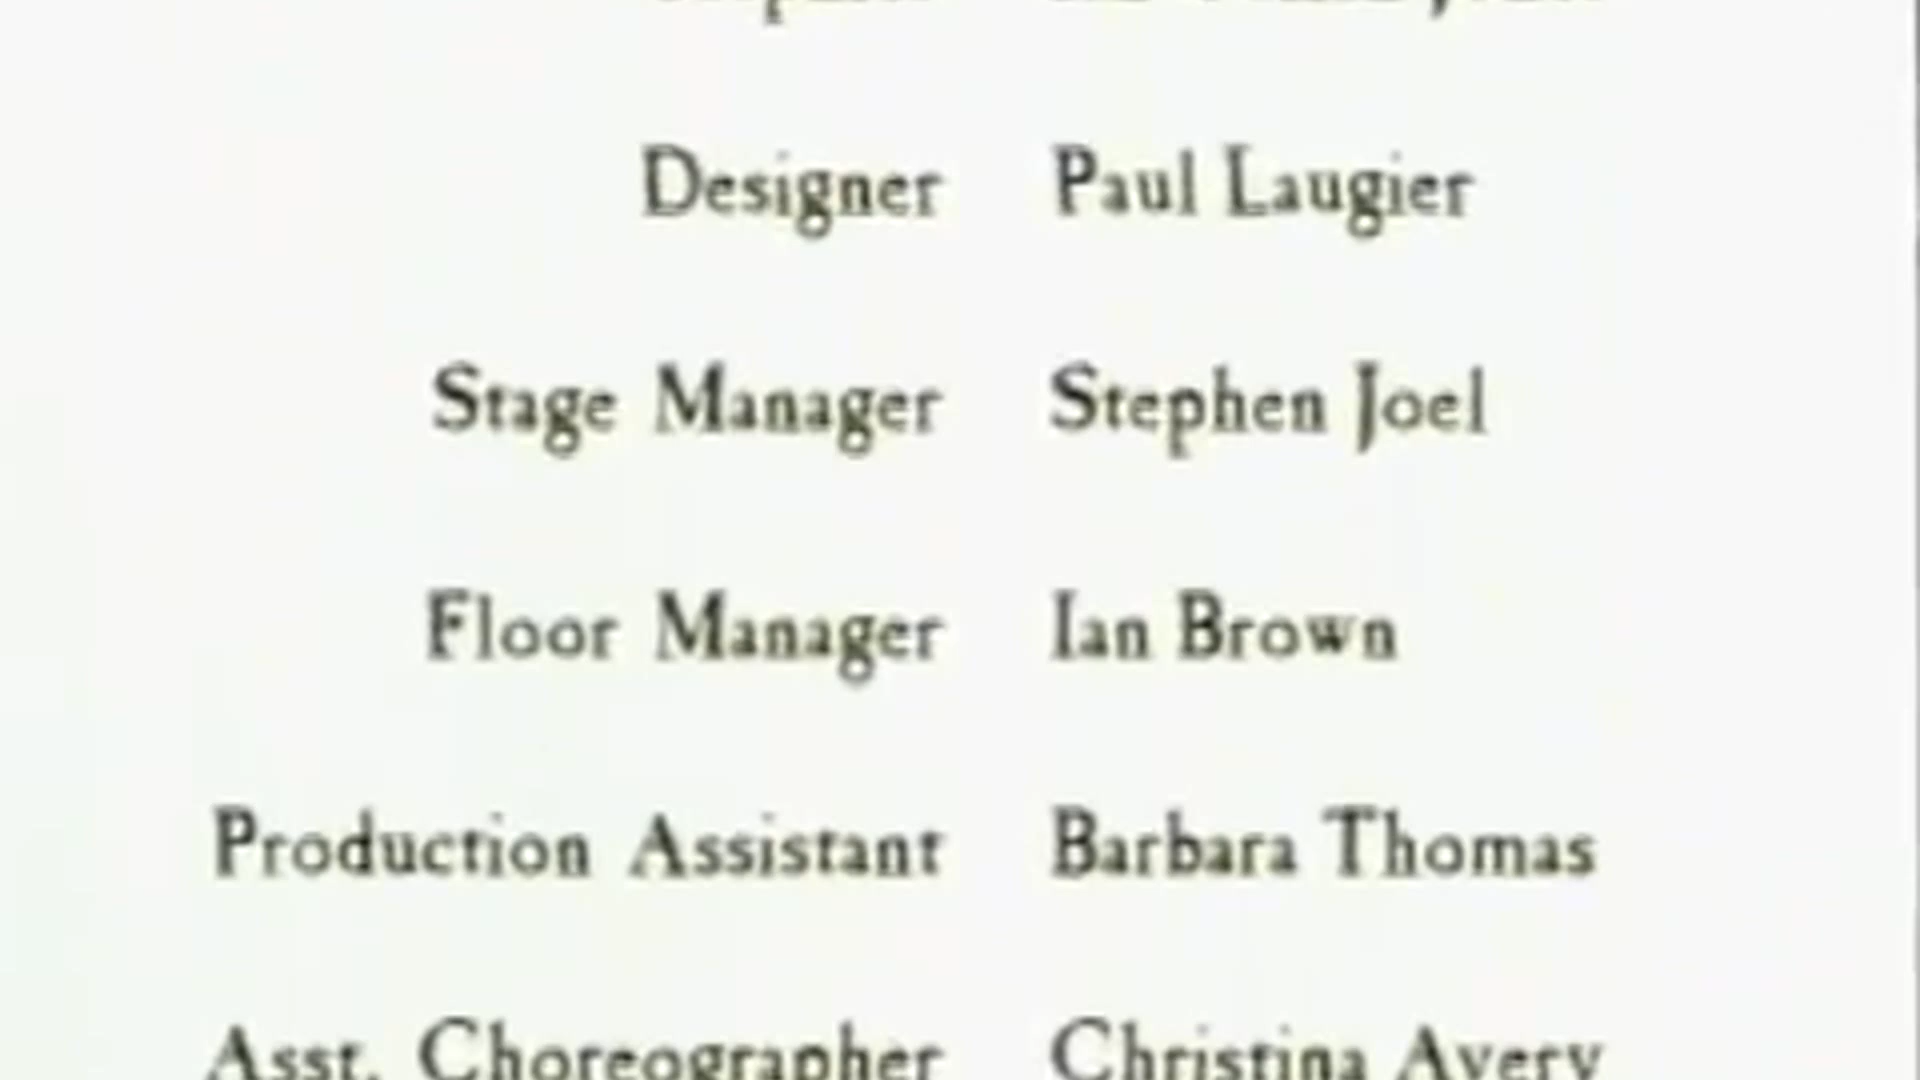 Designer Paul Laugier
Stage Manager Stephen Joel
Floor Manager Ian Brown
Production Assistant Barbara Thomas
Asst. Choreographer Christina Avery